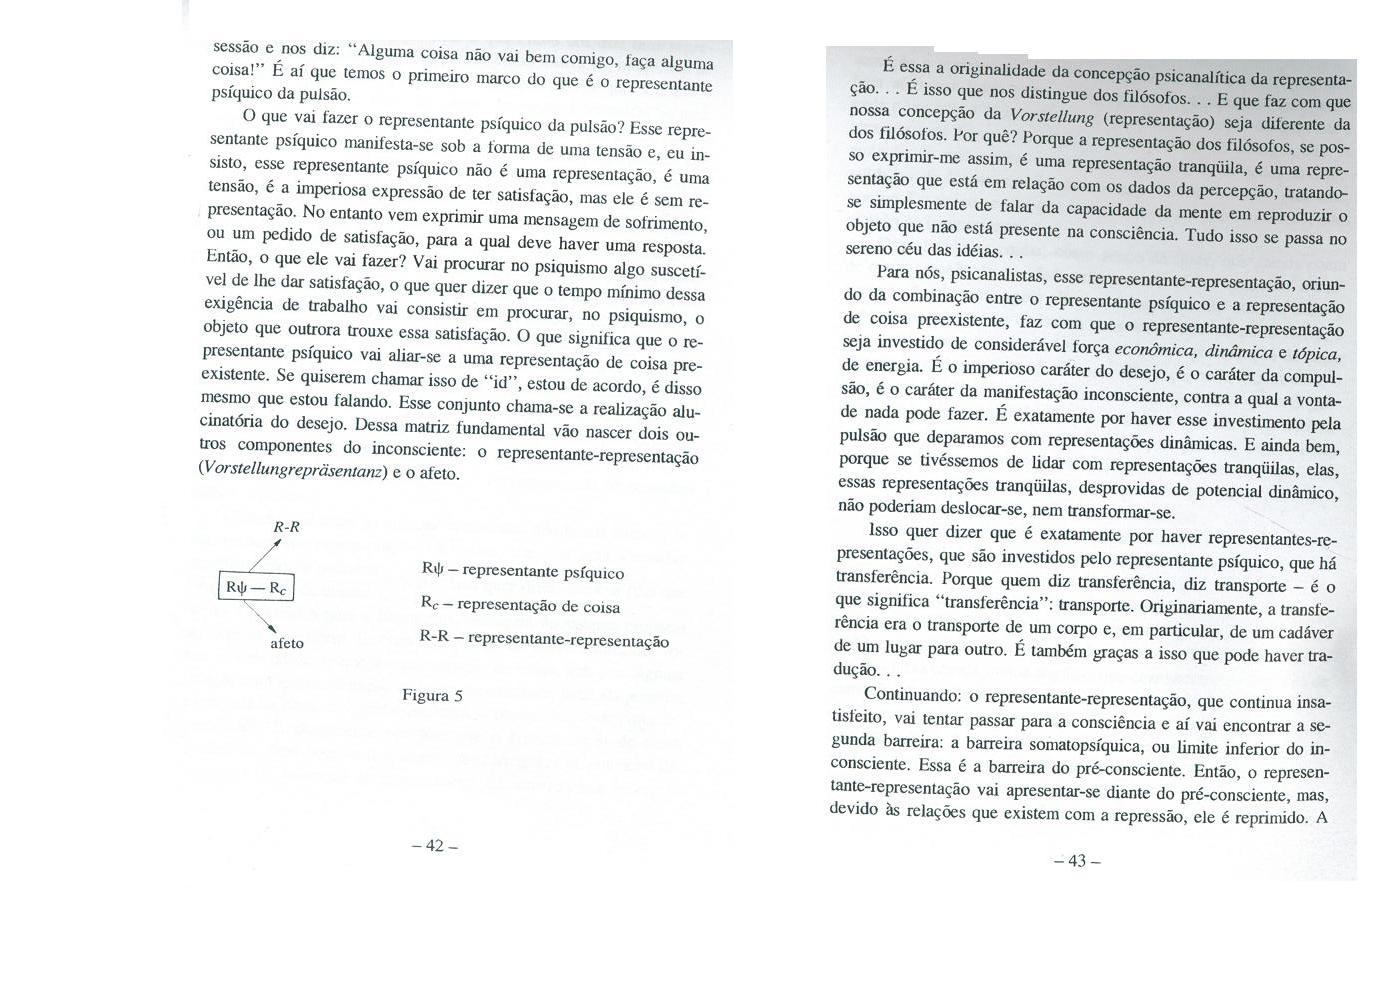 sessão e nos diz: “Alguma coisa não vai bem comigo, faça alguma
coisa!” É aí que temos o primeiro marco do que é o representante
psíquico da pulsão.
O que vai fazer o representante psíquico da pulsão? Esse repre-
sentante psíquico manifesta-se sob a forma de uma tensão e, eu in-
sisto, esse representante psíquico não é uma representação, é uma
tensão, é a imperiosa expressão de ter satisfação, mas ele é sem re-
presentação. No entanto vem exprimir uma mensagem de sofrimento,
ou um pedido de satisfação, para a qual deve haver uma resposta.
Então, o que ele vai fazer? Vai procurar no psiquismo algo suscetí-
vel de lhe dar satisfação, o que quer dizer que o tempo mínimo dessa
exigência de trabalho vai consistir em procurar, no psiquismo, o
objeto que outrora trouxe essa satisfação. O que significa que o re-
presentante psíquico vai aliar-se a uma representação de coisa pre-
existente. Se quiserem chamar isso de “id”, estou de acordo, é disso
mesmo que estou falando. Esse conjunto chama-se a realização alu-
cinatória do desejo. Dessa matriz fundamental vão nascer dois ou-
tros componentes do inconsciente: o representante-representação
(Vorstellungrepräsentanz) e o afeto.
R-R
Rψ — Rc
afeto
Rψ – representante psíquico
Rc – representação de coisa
R-R – representante-representação
Figura 5
– 42 –
É essa a originalidade da concepção psicanalítica da representa-
ção. . . É isso que nos distingue dos filósofos. . . E que faz com que
nossa concepção da Vorstellung (representação) seja diferente da
dos filósofos. Por quê? Porque a representação dos filósofos, se pos-
so exprimir-me assim, é uma representação tranqüila, é uma repre-
sentação que está em relação com os dados da percepção, tratando-
se simplesmente de falar da capacidade da mente em reproduzir o
objeto que não está presente na consciência. Tudo isso se passa no
sereno céu das idéias. . .
Para nós, psicanalistas, esse representante-representação, oriun-
do da combinação entre o representante psíquico e a representação
de coisa preexistente, faz com que o representante-representação
seja investido de considerável força econômica, dinâmica e tópica,
de energia. É o imperioso caráter do desejo, é o caráter da compul-
são, é o caráter da manifestação inconsciente, contra a qual a vonta-
de nada pode fazer. É exatamente por haver esse investimento pela
pulsão que deparamos com representações dinâmicas. E ainda bem,
porque se tivéssemos de lidar com representações tranqüilas, elas,
essas representações tranqüilas, desprovidas de potencial dinâmico,
não poderiam deslocar-se, nem transformar-se.
Isso quer dizer que é exatamente por haver representantes-re-
presentações, que são investidos pelo representante psíquico, que há
transferência. Porque quem diz transferência, diz transporte – é o
que significa “transferência”: transporte. Originariamente, a transfe-
rência era o transporte de um corpo e, em particular, de um cadáver
de um lugar para outro. É também graças a isso que pode haver tra-
dução. . .
Continuando: o representante-representação, que continua insa-
tisfeito, vai tentar passar para a consciência e aí vai encontrar a se-
gunda barreira: a barreira somatopsíquica, ou limite inferior do in-
consciente. Essa é a barreira do pré-consciente. Então, o represen-
tante-representação vai apresentar-se diante do pré-consciente, mas,
devido às relações que existem com a repressão, ele é reprimido. A
– 43 –